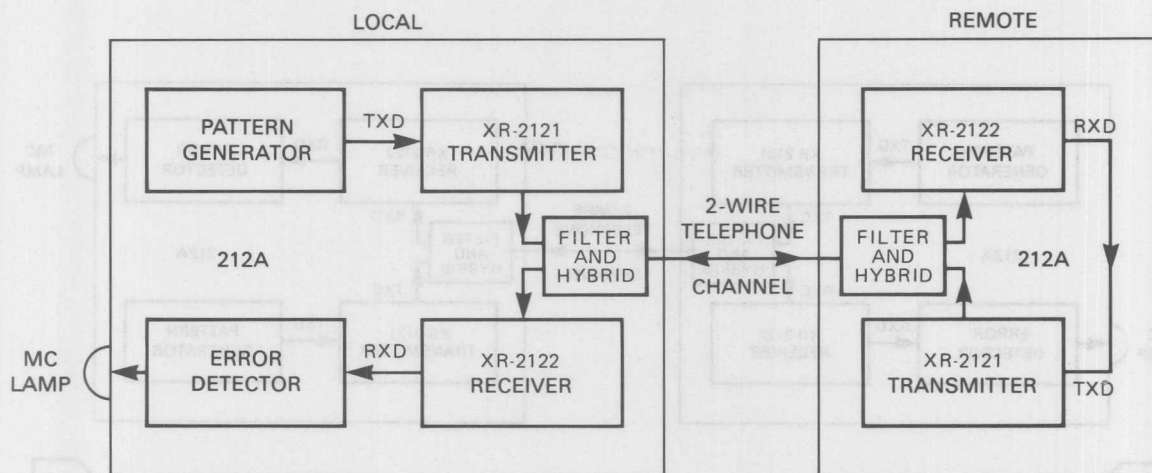 LOCAL
REMOTE
PATTERN
GENERATOR
TXD
XR-2121
TRANSMITTER
XR-2122
RECEIVER
RXD
FILTER
AND
HYBRID
212A
2-WIRE
TELEPHONE
CHANNEL
FILTER
AND
HYBRID
212A
MC
LAMP
ERROR
DETECTOR
RXD
XR-2122
RECEIVER
XR-2121
TRANSMITTER
TXD